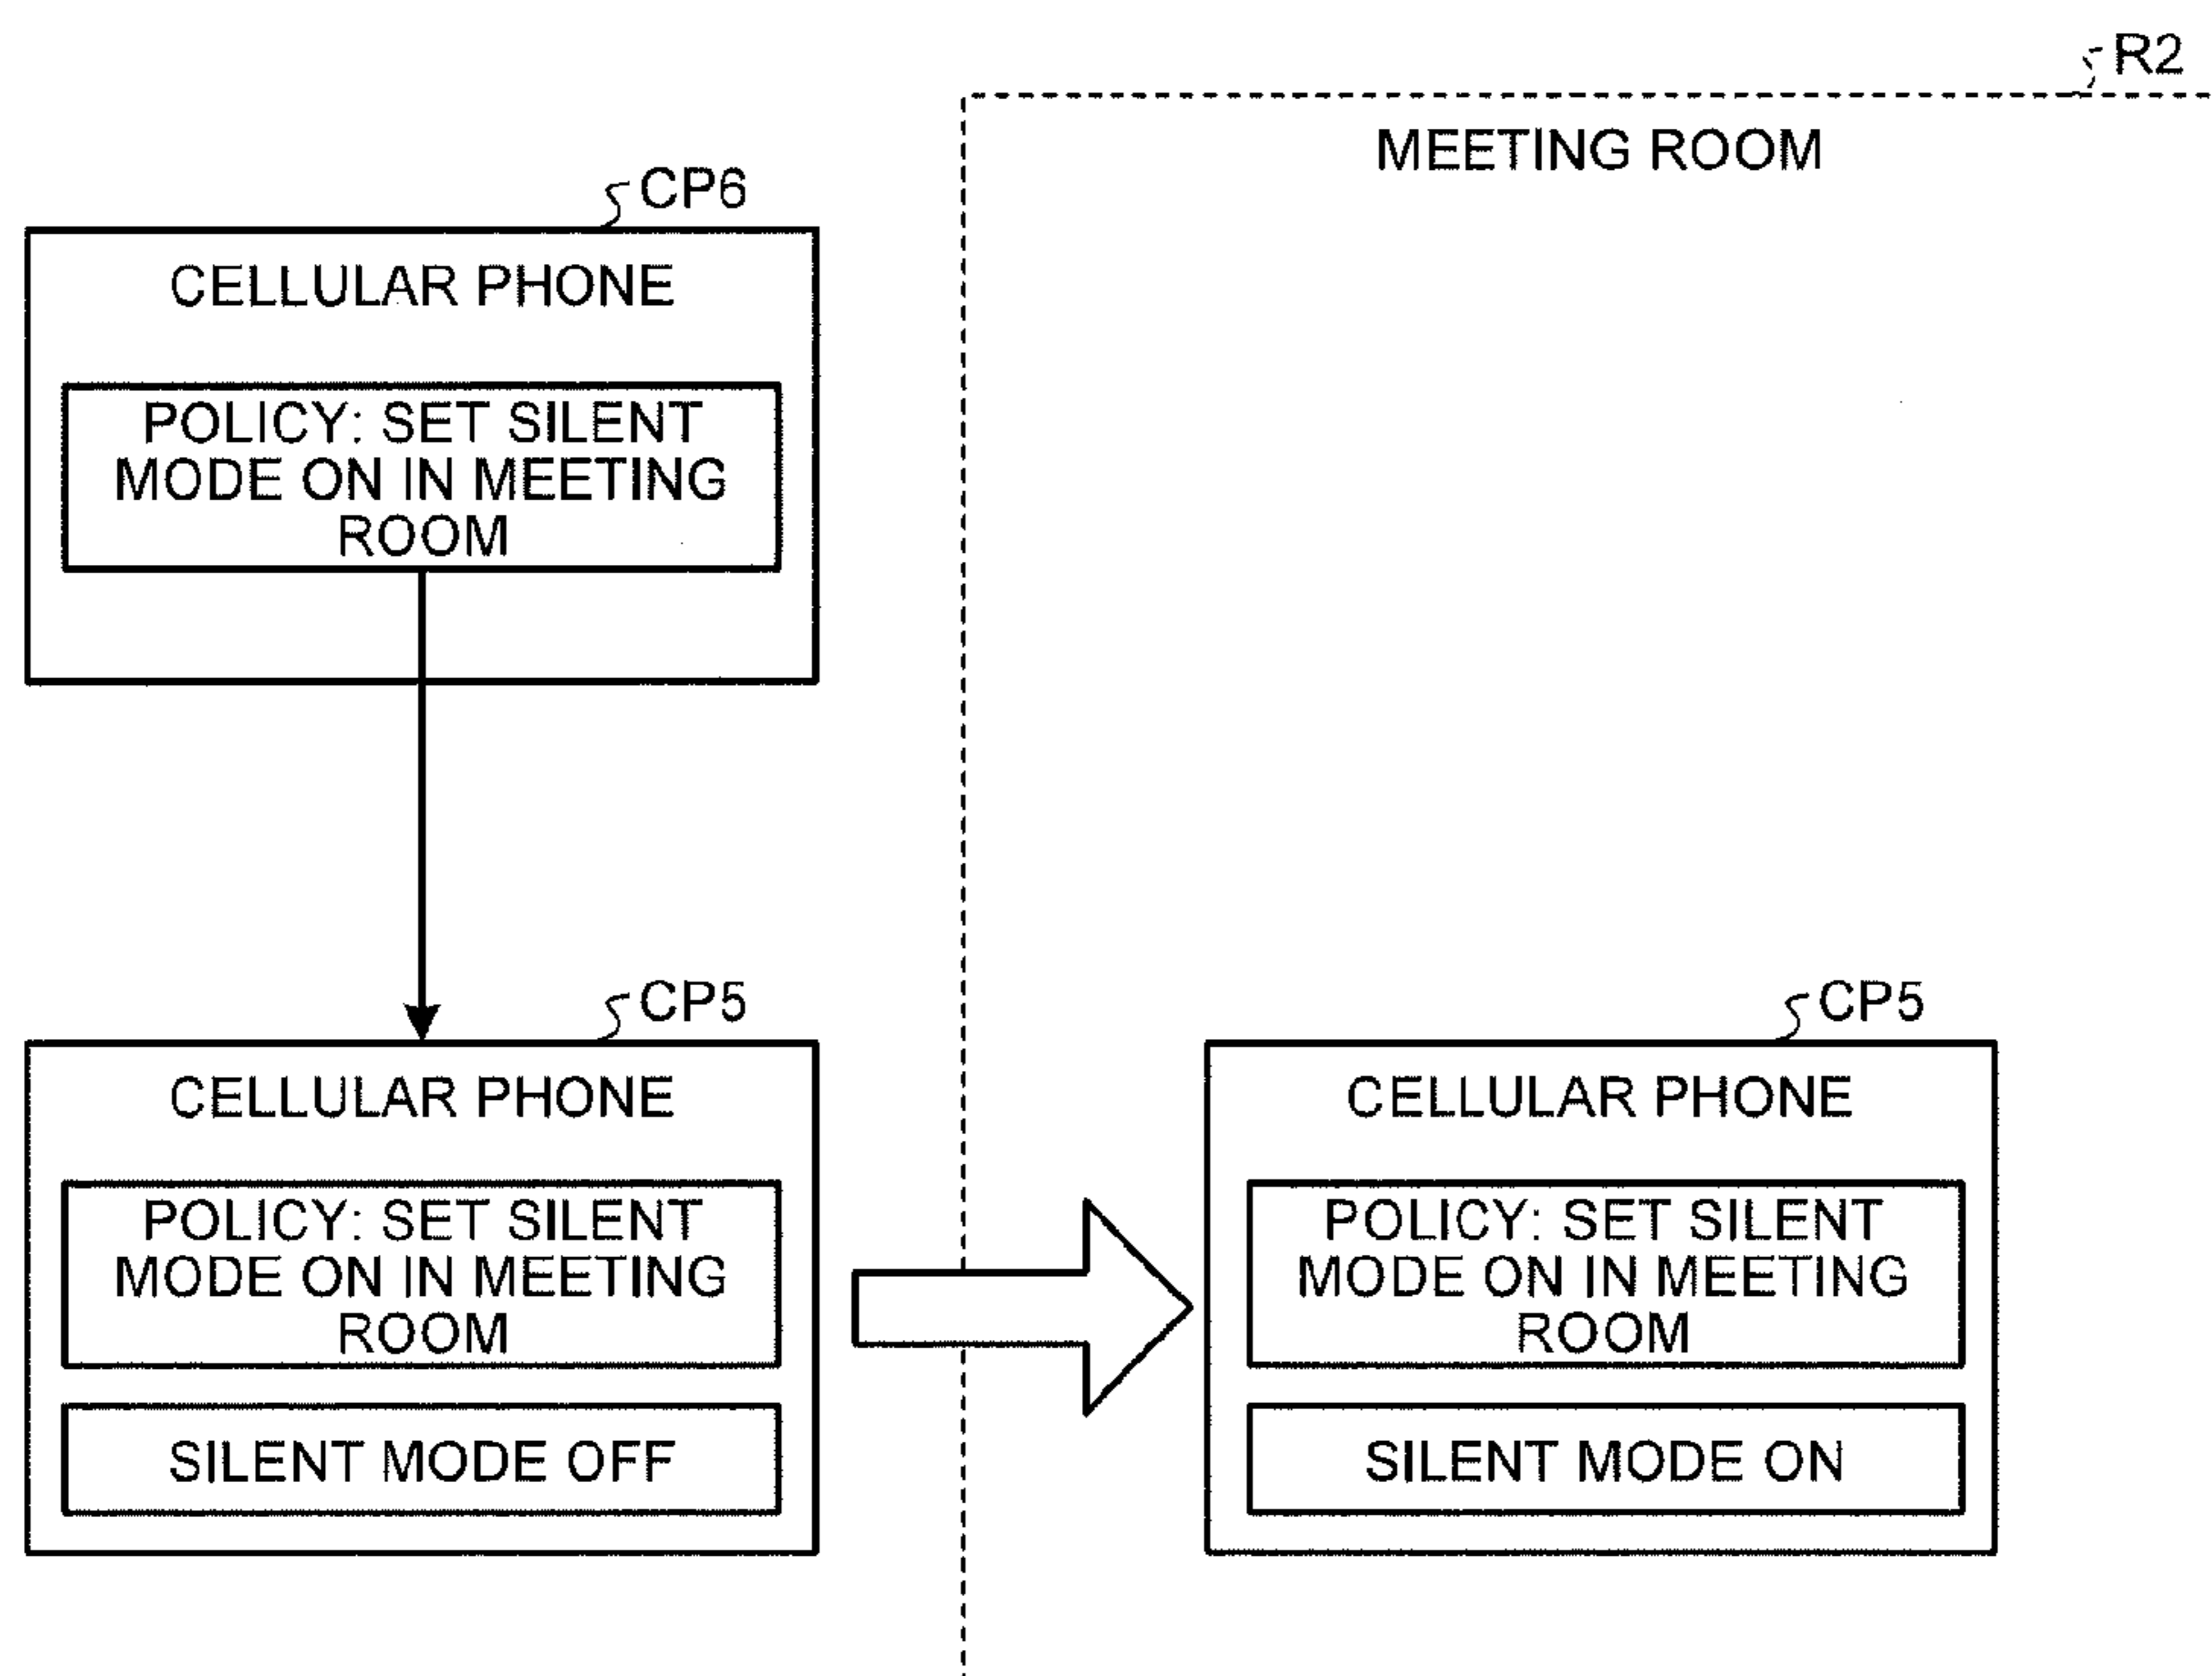 R2
MEETING ROOM
CP6
CELLULAR PHONE
POLICY: SET SILENT
MODE ON IN MEETING
ROOM
CP5
CELLULAR PHONE
POLICY: SET SILENT
MODE ON IN MEETING
ROOM
SILENT MODE OFF
CP5
CELLULAR PHONE
POLICY: SET SILENT
MODE ON IN MEETING
ROOM
SILENT MODE ON